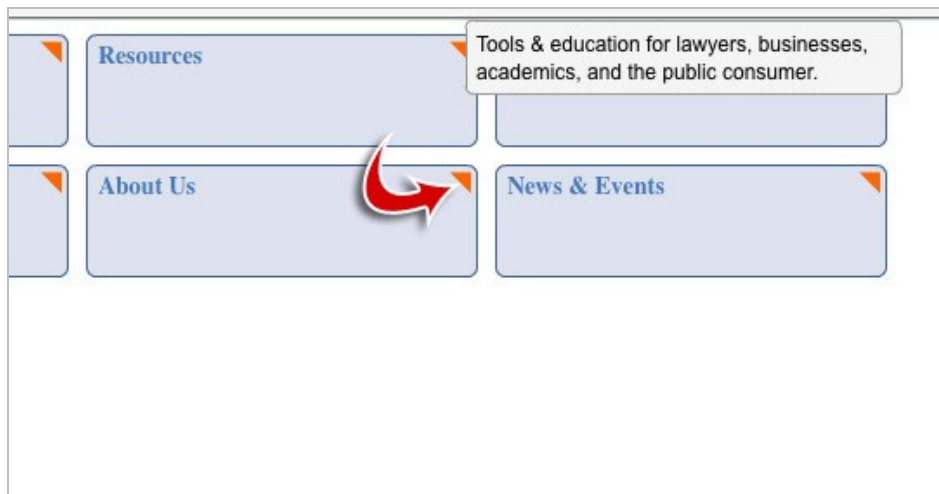 Resources
Tools & education for lawyers, businesses,
academics, and the public consumer.
About Us
News & Events